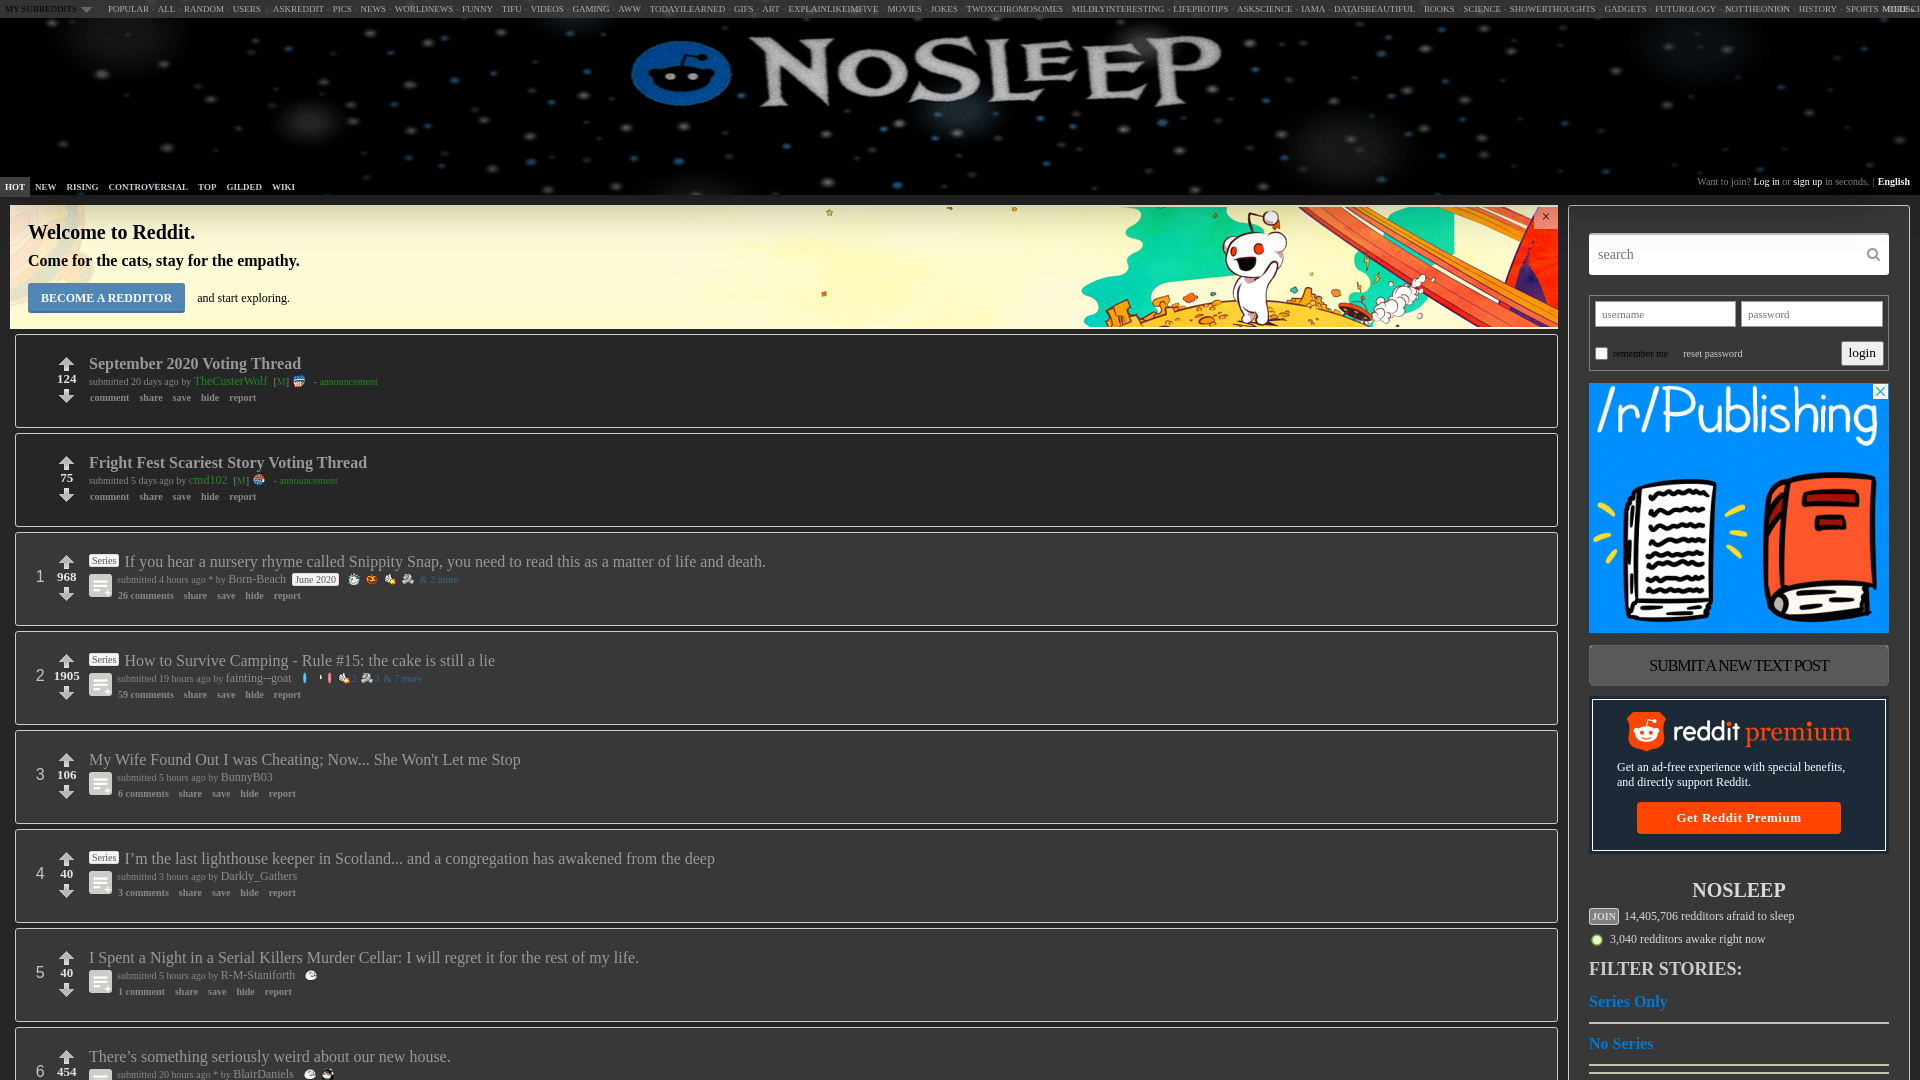 MY SUBREDDITS POPULAR - ALL - RANDOM - USERS | ASKREDDIT - PICS - NEWS - WORLDNEWS - FUNNY - TIFU - VIDEOS - GAMING - AWW - TODAYILEARNED - GIFS - ART - EXPLAINLIKEIMFIVE - MOVIES - JOKES - TWOXCHROMOSOMES - MILDLYINTERESTING - LIFEPROTIPS - ASKSCIENCE - IAMA - DATAISBEAUTIFUL - BOOKS - SCIENCE - SHOWERTHOUGHTS - GADGETS - FUTUROLOGY - NOTTHEONION - HISTORY - SPORTS
NOSLEEP
HOT NEW RISING CONTROVERSIAL TOP GILDED WIKI
Want to join? Log in or sign up in seconds. | English
Welcome to Reddit.
Come for the cats, stay for the empathy.
BECOME A REDDITOR and start exploring.
×
124
September 2020 Voting Thread
submitted 20 days ago by TheCusterWolf [M] - announcement
comment share save hide report
75
Fright Fest Scariest Story Voting Thread
submitted 5 days ago by cmd102 [M] - announcement
comment share save hide report
1
968
Series If you hear a nursery rhyme called Snippity Snap, you need to read this as a matter of life and death.
submitted 4 hours ago * by Born-Beach June 2020 & 2 more
26 comments share save hide report
2
1905
Series How to Survive Camping - Rule #15: the cake is still a lie
submitted 19 hours ago by fainting--goat 2 3 & 7 more
59 comments share save hide report
3
106
My Wife Found Out I was Cheating; Now... She Won't Let me Stop
submitted 5 hours ago by BunnyB03
6 comments share save hide report
4
40
Series I’m the last lighthouse keeper in Scotland... and a congregation has awakened from the deep
submitted 3 hours ago by Darkly_Gathers
3 comments share save hide report
5
40
I Spent a Night in a Serial Killers Murder Cellar: I will regret it for the rest of my life.
submitted 5 hours ago by R-M-Staniforth
1 comment share save hide report
6
454
There’s something seriously weird about our new house.
submitted 20 hours ago * by BlairDaniels
search
username password
remember me reset password login
/r/Publishing
SUBMIT A NEW TEXT POST
reddit premium
Get an ad-free experience with special benefits,
and directly support Reddit.
Get Reddit Premium
NOSLEEP
JOIN 14,405,706 redditors afraid to sleep
3,040 redditors awake right now
FILTER STORIES:
Series Only
No Series